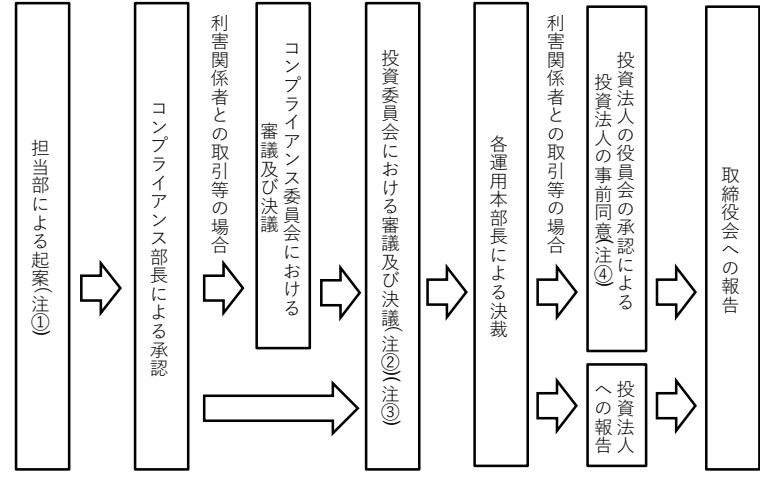 担当部による起案(注①)
コンプライアンス部長による承認
利害関係者との取引等の場合
コンプライアンス委員会における
審議及び決議
投資委員会における審議及び決議(注②)(注③)
各運用本部長による決裁
利害関係者との取引等の場合
投資法人の役員会の承認による
投資法人の事前同意(注④)
投資法人
への報告
取締役会への報告